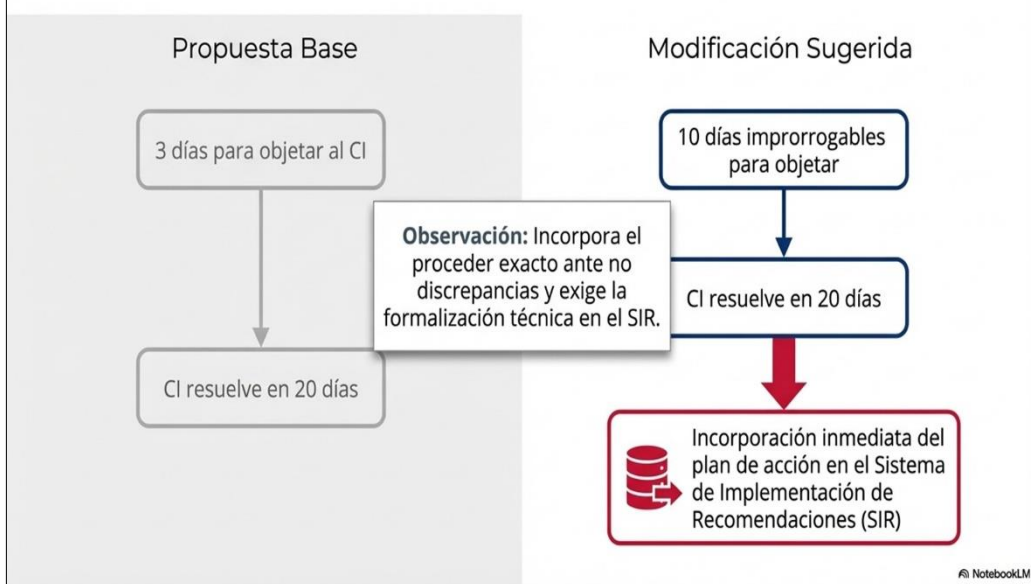 Propuesta Base
3 días para objetar al CI
CI resuelve en 20 días
Observación: Incorpora el
proceder exacto ante no
discrepancias y exige la
formalización técnica en el SIR.
Modificación Sugerida
10 días improrrogables
para objetar
CI resuelve en 20 días
Incorporación inmediata del
plan de acción en el Sistema
de Implementación de
Recomendaciones (SIR)
NotebookLM